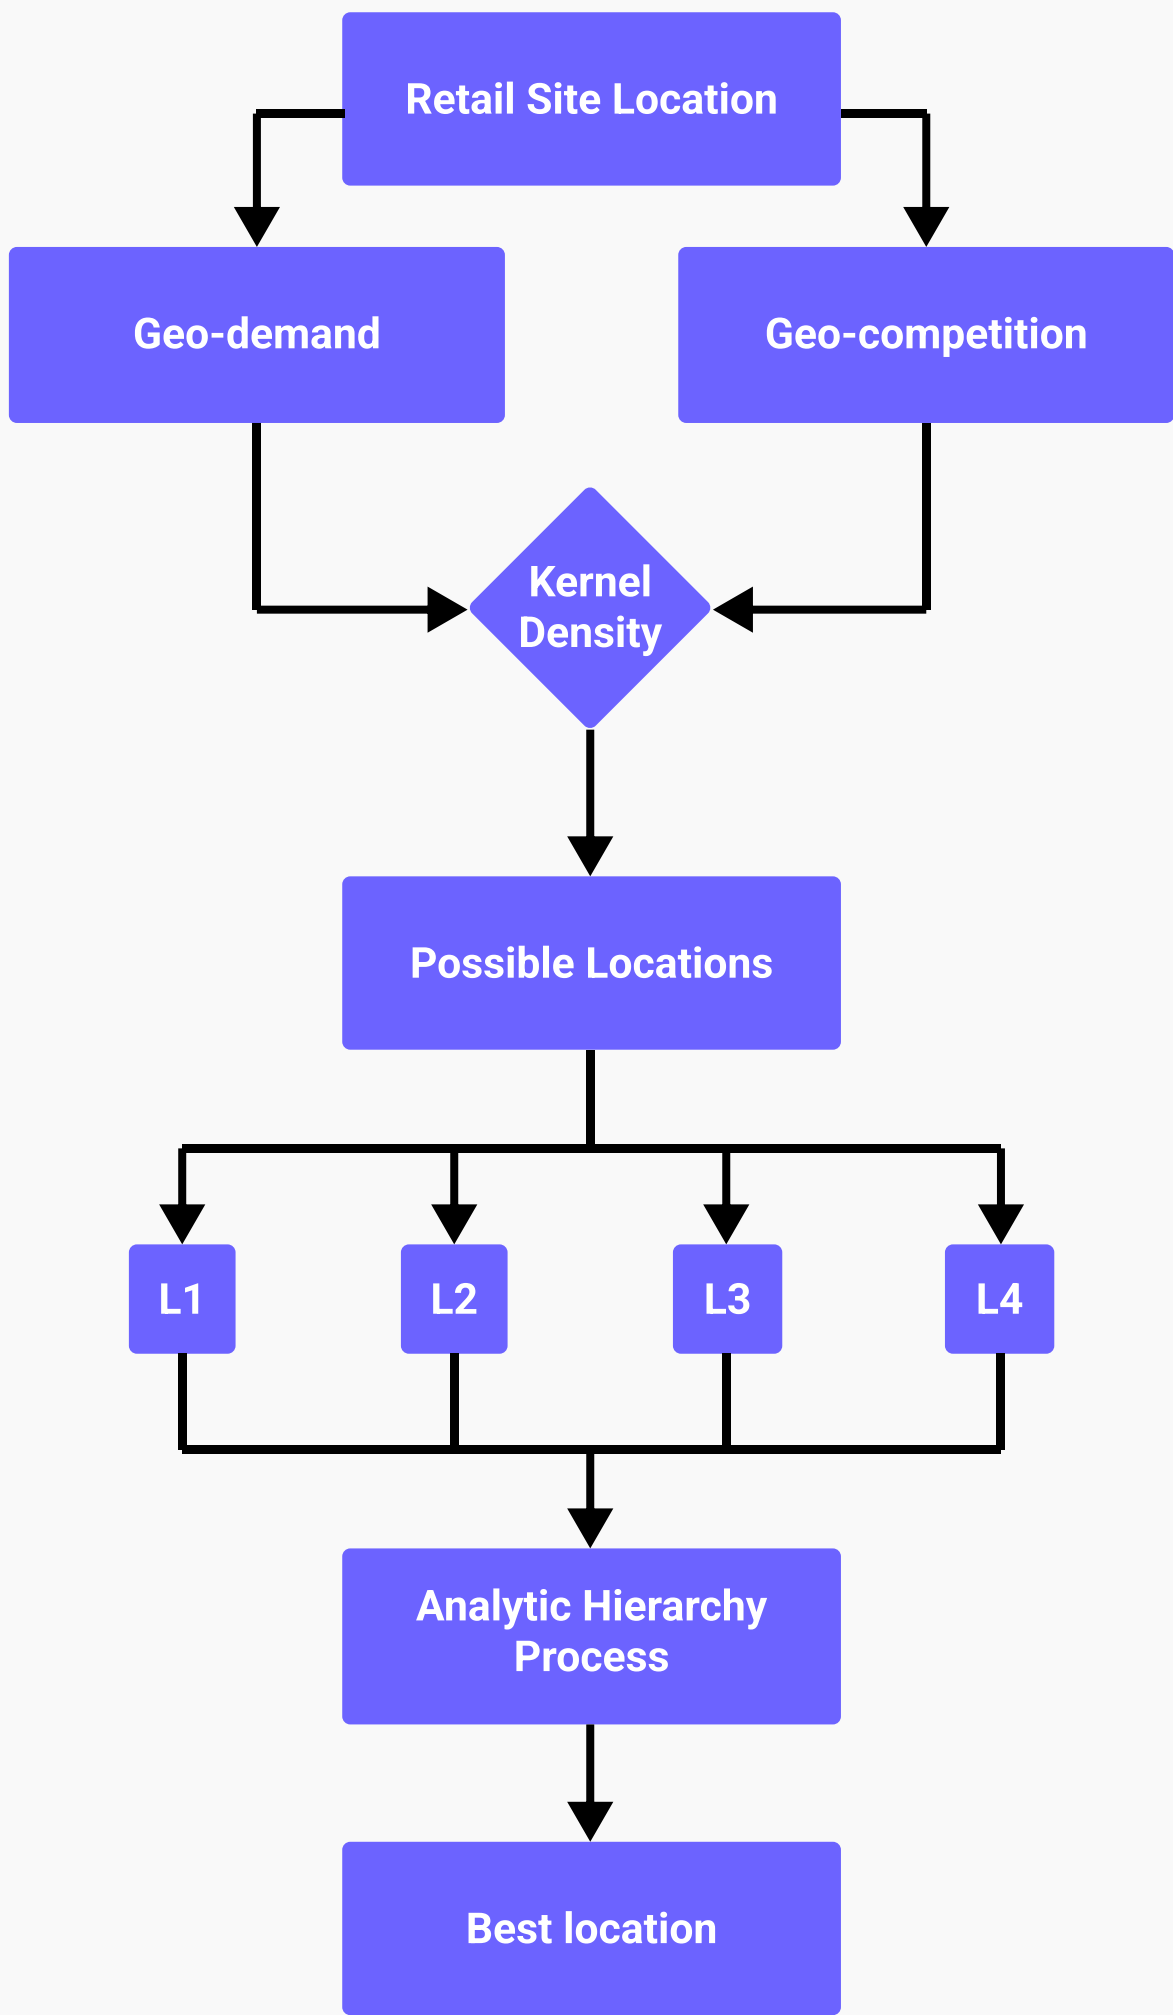 Retail Site Location
Geo-demand
Geo-competition
Kernel
Density
Possible Locations
L1
L2
L3
L4
Analytic Hierarchy
Process
Best location